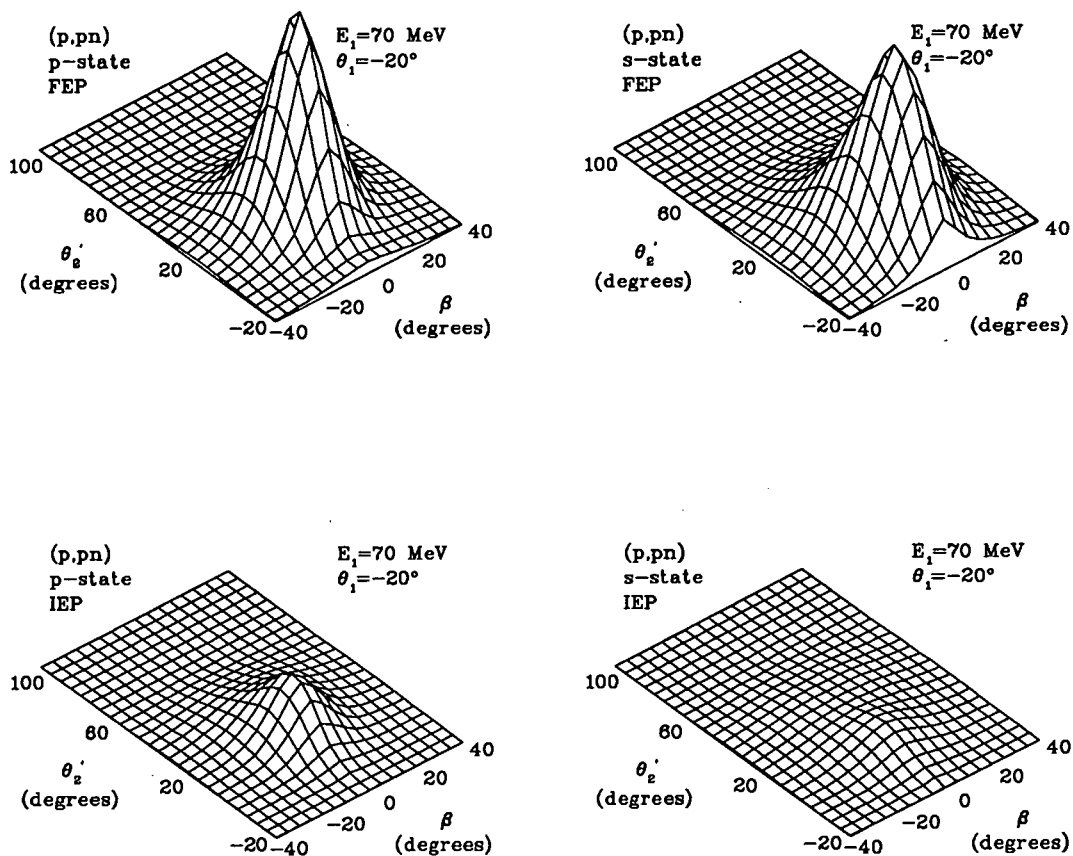 (p,pn)
p-state
FEP
E₁=70 MeV
θ₁=−20°
100
60
20
−20
θ₂′
(degrees)
−40
−20
0
20
40
β
(degrees)
(p,pn)
s-state
FEP
E₁=70 MeV
θ₁=−20°
100
60
20
−20
θ₂′
(degrees)
−40
−20
0
20
40
β
(degrees)
(p,pn)
p-state
IEP
E₁=70 MeV
θ₁=−20°
100
60
20
−20
θ₂′
(degrees)
−40
−20
0
20
40
β
(degrees)
(p,pn)
s-state
IEP
E₁=70 MeV
θ₁=−20°
100
60
20
−20
θ₂′
(degrees)
−40
−20
0
20
40
β
(degrees)